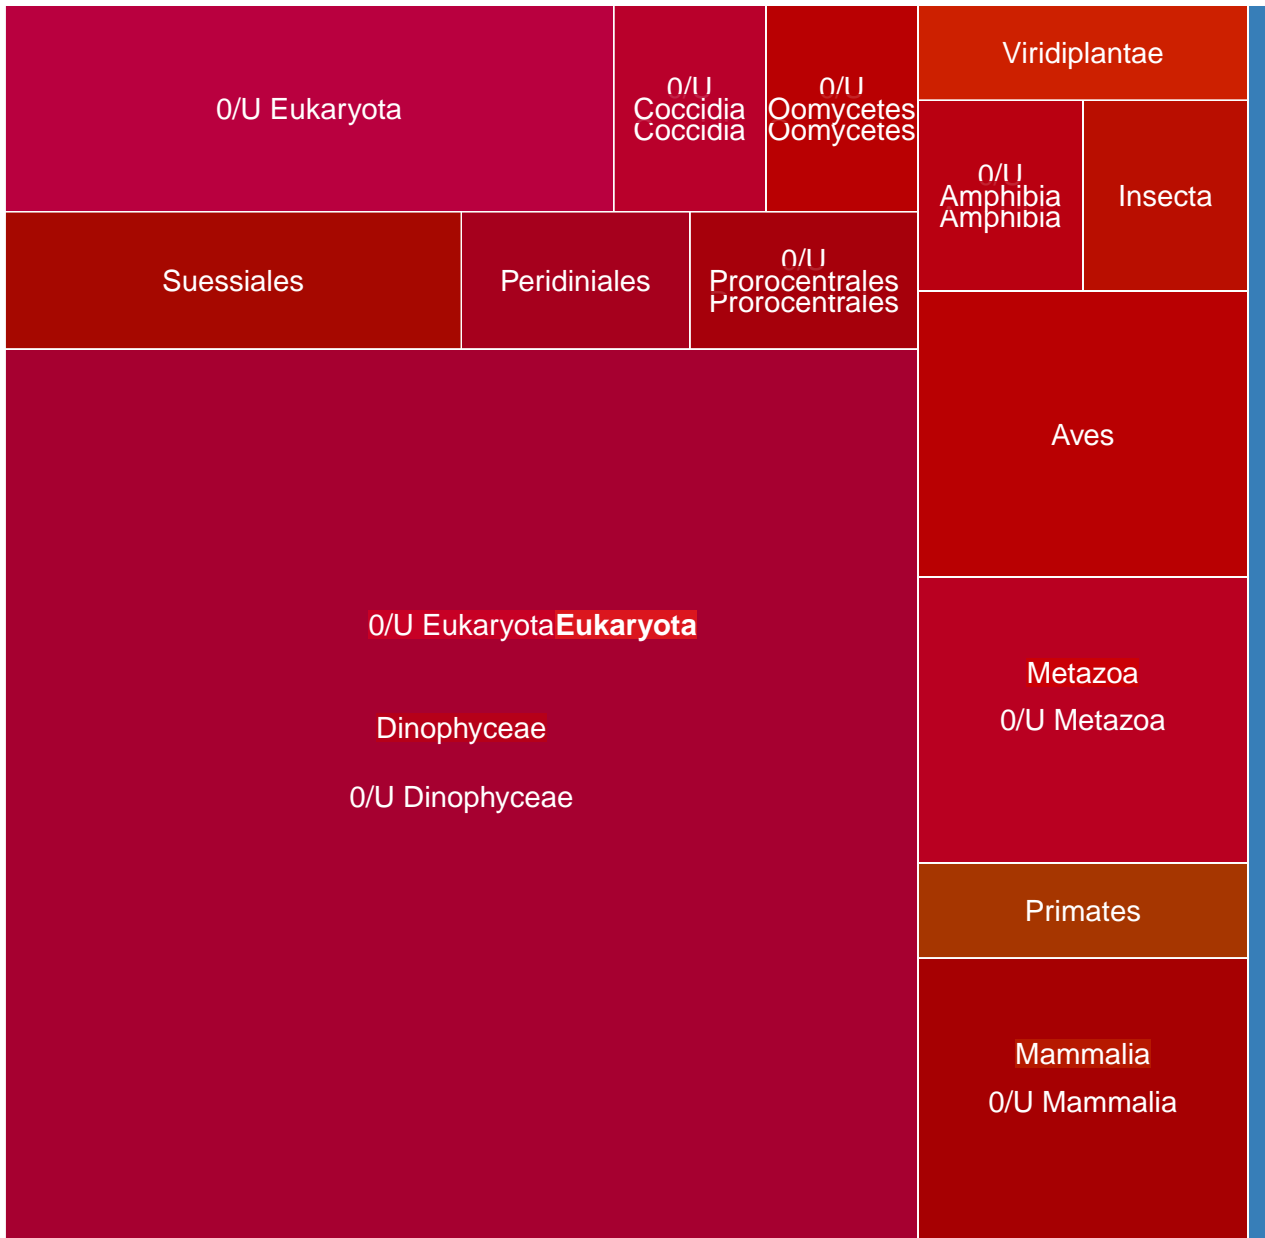 0/U Eukaryota
0/U
Coccidia
Coccidia
0/U
Oomycetes
Oomycetes
Viridiplantae
0/U
Amphibia
Amphibia
Insecta
Suessiales
Peridiniales
0/U
Prorocentrales
Prorocentrales
Aves
0/U EukaryotaEukaryota
Dinophyceae
0/U Dinophyceae
Metazoa
0/U Metazoa
Primates
Mammalia
0/U Mammalia